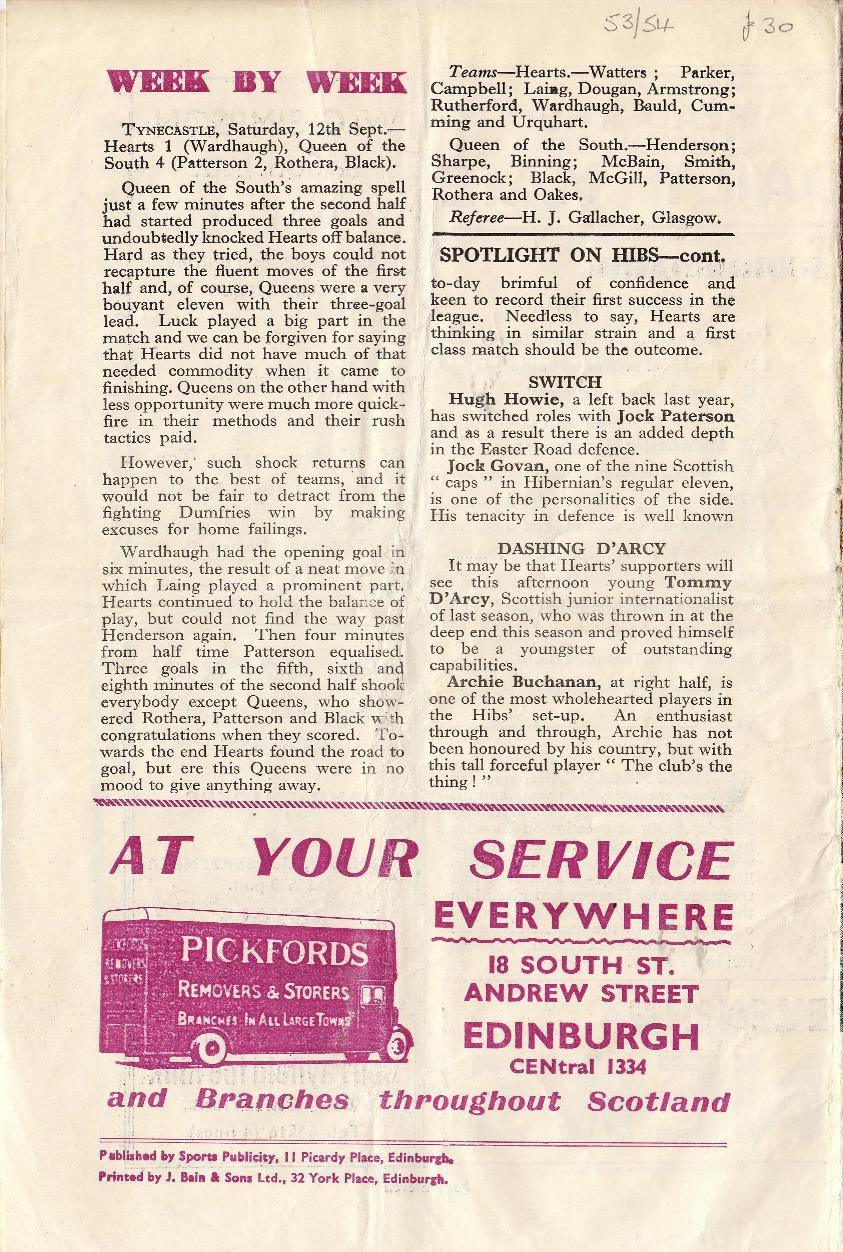 53/54 £30
WEEK BY WEEK
TYNECASTLE, Saturday, 12th Sept.—
Hearts 1 (Wardhaugh), Queen of the
South 4 (Patterson 2, Rothera, Black).
Queen of the South's amazing spell
just a few minutes after the second half
had started produced three goals and
undoubtedly knocked Hearts off balance.
Hard as they tried, the boys could not
recapture the fluent moves of the first
half and, of course, Queens were a very
bouyant eleven with their three-goal
lead. Luck played a big part in the
match and we can be forgiven for saying
that Hearts did not have much of that
needed commodity when it came to
finishing. Queens on the other hand with
less opportunity were much more quick-
fire in their methods and their rush
tactics paid.
However, such shock returns can
happen to the best of teams, and it
would not be fair to detract from the
fighting Dumfries win by making
excuses for home failings.
Wardhaugh had the opening goal in
six minutes, the result of a neat move in
which Laing played a prominent part.
Hearts continued to hold the balance of
play, but could not find the way past
Henderson again. Then four minutes
from half time Patterson equalised.
Three goals in the fifth, sixth and
eighth minutes of the second half shook
everybody except Queens, who show-
ered Rothera, Patterson and Black with
congratulations when they scored. To-
wards the end Hearts found the road to
goal, but ere this Queens were in no
mood to give anything away.
Teams—Hearts.—Watters ; Parker,
Campbell; Laing, Dougan, Armstrong;
Rutherford, Wardhaugh, Bauld, Cum-
ming and Urquhart.
Queen of the South.—Henderson;
Sharpe, Binning; McBain, Smith,
Greenock; Black, McGill, Patterson,
Rothera and Oakes.
Referee—H. J. Gallacher, Glasgow.
SPOTLIGHT ON HIBS—cont.
to-day brimful of confidence and
keen to record their first success in the
league. Needless to say, Hearts are
thinking in similar strain and a first
class match should be the outcome.
SWITCH
Hugh Howie, a left back last year,
has switched roles with Jock Paterson
and as a result there is an added depth
in the Easter Road defence.
Jock Govan, one of the nine Scottish
“ caps ” in Hibernian's regular eleven,
is one of the personalities of the side.
His tenacity in defence is well known
DASHING D'ARCY
It may be that Hearts' supporters will
see this afternoon young Tommy
D'Arcy, Scottish junior internationalist
of last season, who was thrown in at the
deep end this season and proved himself
to be a youngster of outstanding
capabilities.
Archie Buchanan, at right half, is
one of the most wholehearted players in
the Hibs' set-up. An enthusiast
through and through, Archie has not
been honoured by his country, but with
this tall forceful player “ The club's the
thing ! ”
AT YOUR SERVICE
EVERYWHERE
PICKFORDS
REMOVERS & STORERS
BRANCHES IN ALL LARGE TOWNS
18 SOUTH ST.
ANDREW STREET
EDINBURGH
CENtral 1334
and Branches throughout Scotland
Published by Sports Publicity, 11 Picardy Place, Edinburgh.
Printed by J. Bain & Sons Ltd., 32 York Place, Edinburgh.